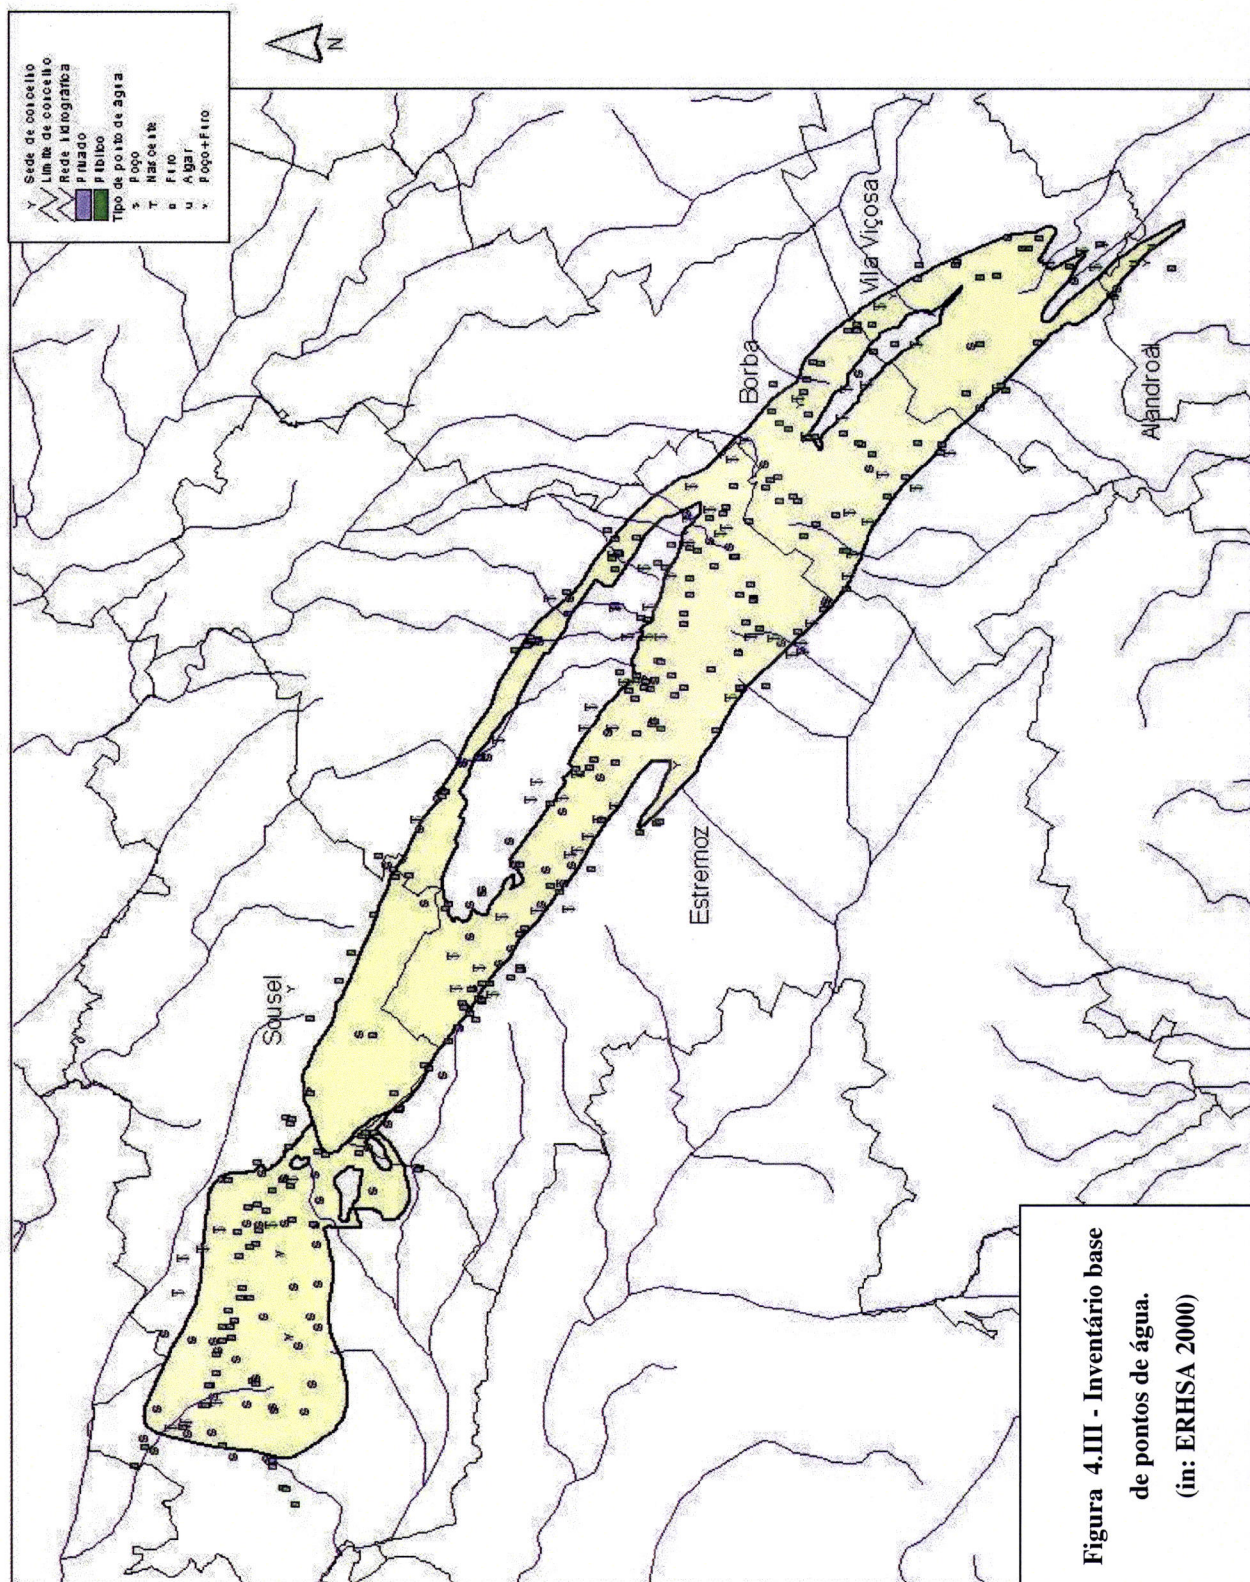 Y Sede de concelho
Limite de concelho
Rede hidrográfica
Privado
Público
Tipo de ponto de água
s Poço
T Nascente
Furo
u Algar
v Poço+Furo
N
Sousel
Estremoz
Borba
Vila Viçosa
Alandroal
Figura 4.III - Inventário base
de pontos de água.
(in: ERHSA 2000)